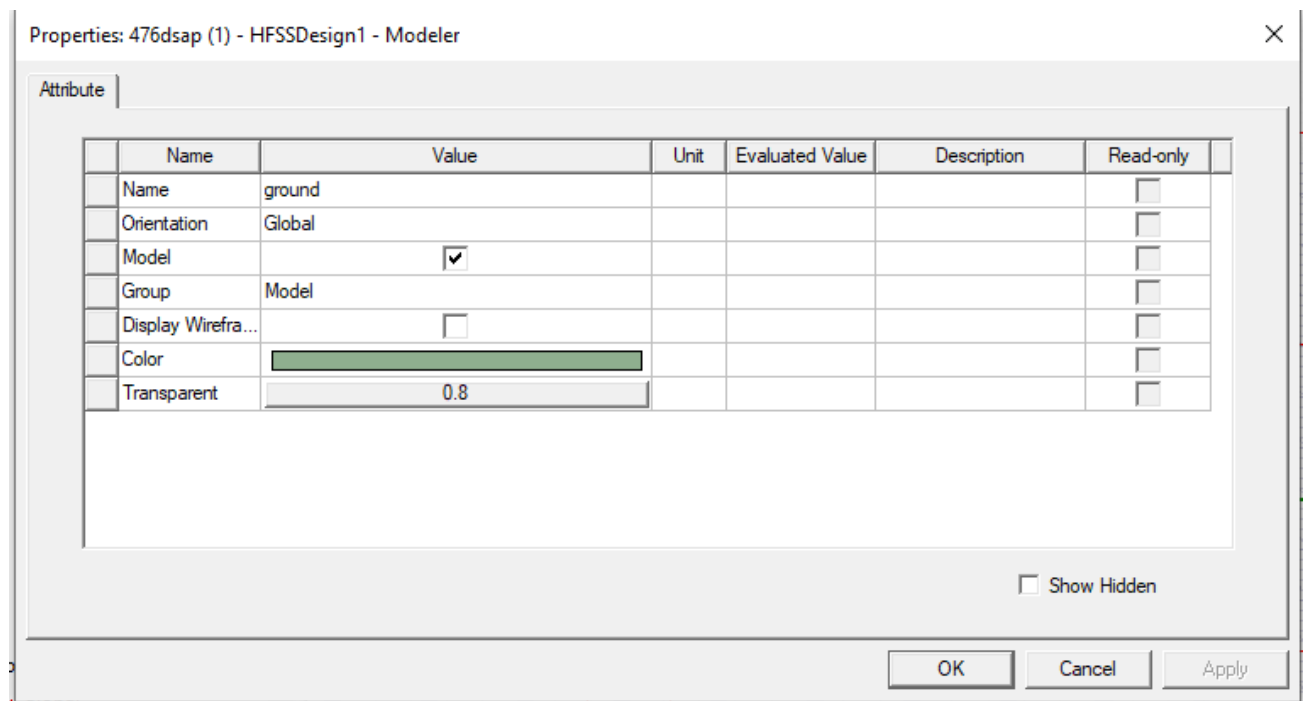 Properties: 476dsap (1) - HFSSDesign1 - Modeler
Attribute
Name Value Unit Evaluated Value Description Read-only
Name ground
Orientation Global
Model
Group Model
Display Wirefra...
Color
Transparent 0.8
Show Hidden
OK Cancel Apply